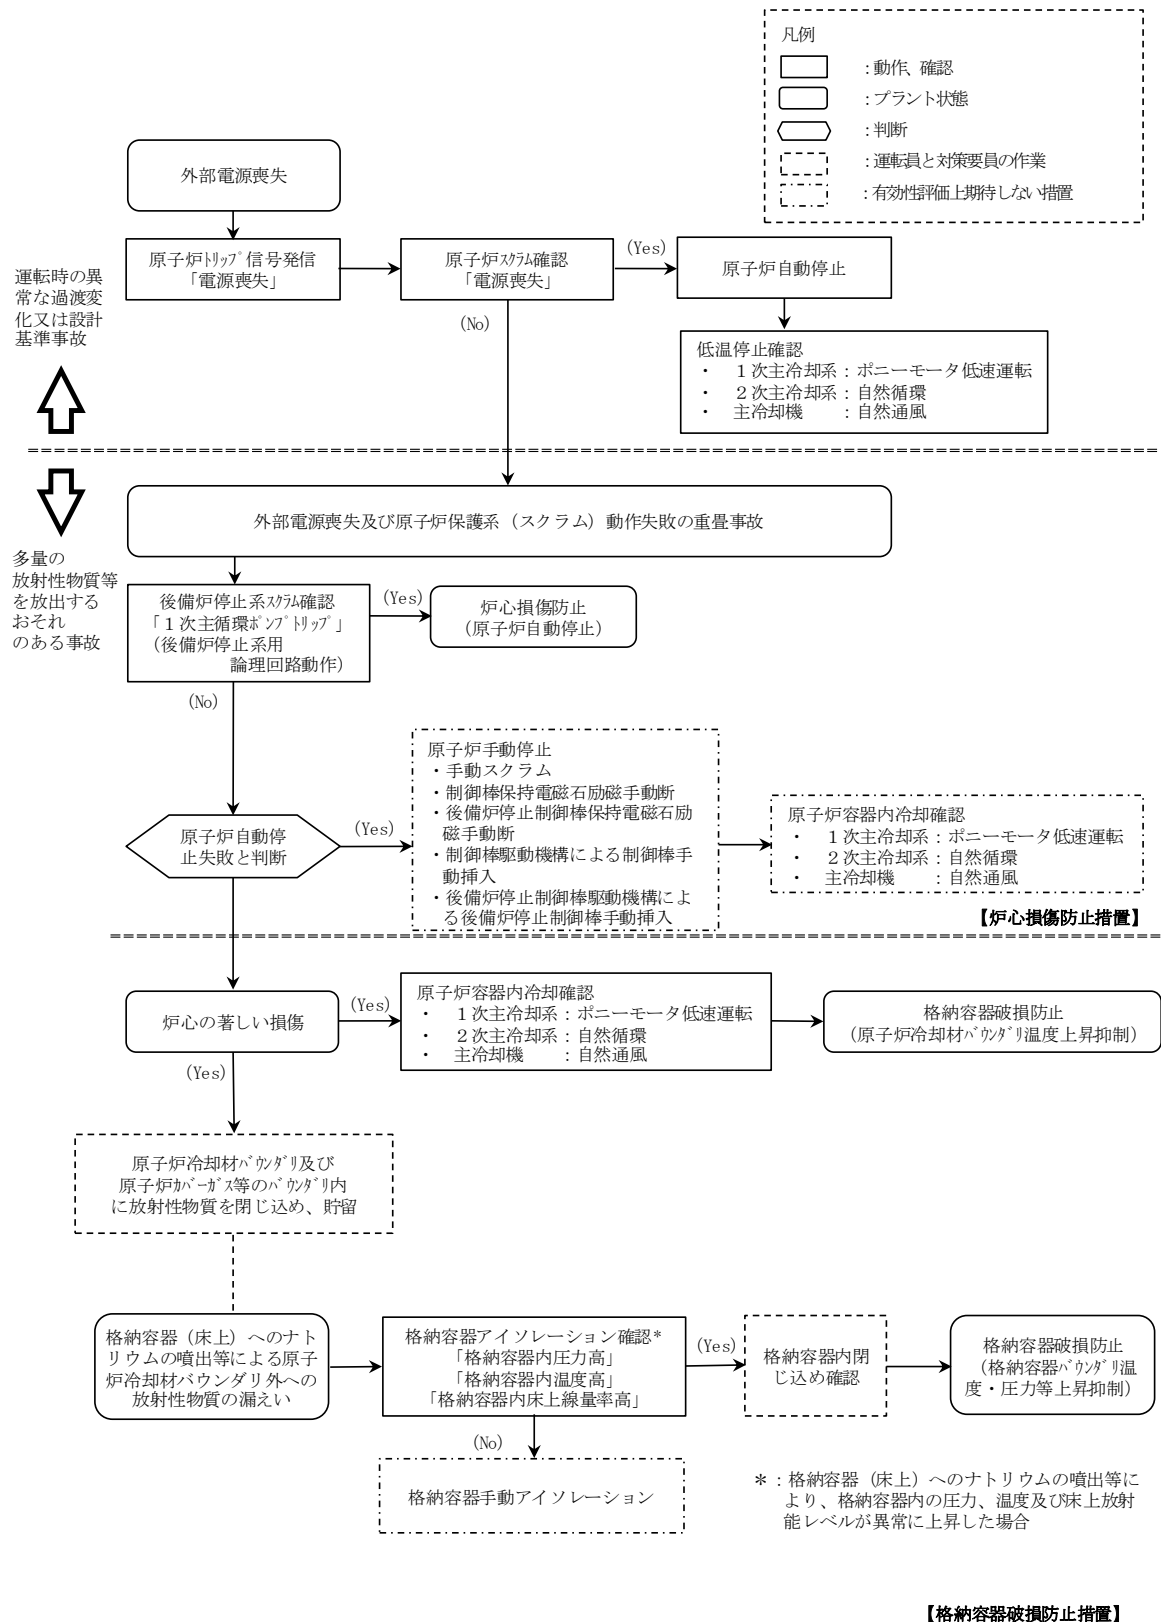 凡例
：動作、確認
：プラント状態
：判断
：運転員と対策要員の作業
：有効性評価上期待しない措置
外部電源喪失
原子炉ﾄﾘｯﾌﾟ信号発信
「電源喪失」
原子炉ｽｸﾗﾑ確認
「電源喪失」
(Yes)
原子炉自動停止
(No)
運転時の異
常な過渡変
化又は設計
基準事故
低温停止確認
・ １次主冷却系：ポニーモータ低速運転
・ ２次主冷却系：自然循環
・ 主冷却機 ：自然通風
外部電源喪失及び原子炉保護系（スクラム）動作失敗の重畳事故
多量の
放射性物質等
を放出する
おそれ
のある事故
後備炉停止系ｽｸﾗﾑ確認
「１次主循環ﾎﾟﾝﾌﾟﾄﾘｯﾌﾟ」
（後備炉停止系用
論理回路動作）
(Yes)
炉心損傷防止
（原子炉自動停止）
(No)
原子炉自動停
止失敗と判断
(Yes)
原子炉手動停止
・手動スクラム
・制御棒保持電磁石励磁手動断
・後備炉停止制御棒保持電磁石励
磁手動断
・制御棒駆動機構による制御棒手
動挿入
・後備炉停止制御棒駆動機構によ
る後備炉停止制御棒手動挿入
原子炉容器内冷却確認
・ １次主冷却系：ポニーモータ低速運転
・ ２次主冷却系：自然循環
・ 主冷却機 ：自然通風
【炉心損傷防止措置】
炉心の著しい損傷
(Yes)
原子炉容器内冷却確認
・ １次主冷却系：ポニーモータ低速運転
・ ２次主冷却系：自然循環
・ 主冷却機 ：自然通風
格納容器破損防止
（原子炉冷却材ﾊﾞｳﾝﾀﾞﾘ温度上昇抑制）
(Yes)
原子炉冷却材ﾊﾞｳﾝﾀﾞﾘ及び
原子炉ｶﾊﾞｰｶﾞｽ等のﾊﾞｳﾝﾀﾞﾘ内
に放射性物質を閉じ込め、貯留
格納容器（床上）へのナト
リウムの噴出等による原子
炉冷却材バウンダリ外への
放射性物質の漏えい
格納容器アイソレーション確認*
「格納容器内圧力高」
「格納容器内温度高」
「格納容器内床上線量率高」
(Yes)
格納容器内閉
じ込め確認
格納容器破損防止
（格納容器ﾊﾞｳﾝﾀﾞﾘ温
度・圧力等上昇抑制）
(No)
格納容器手動アイソレーション
＊：格納容器（床上）へのナトリウムの噴出等に
より、格納容器内の圧力、温度及び床上放射
能レベルが異常に上昇した場合
【格納容器破損防止措置】